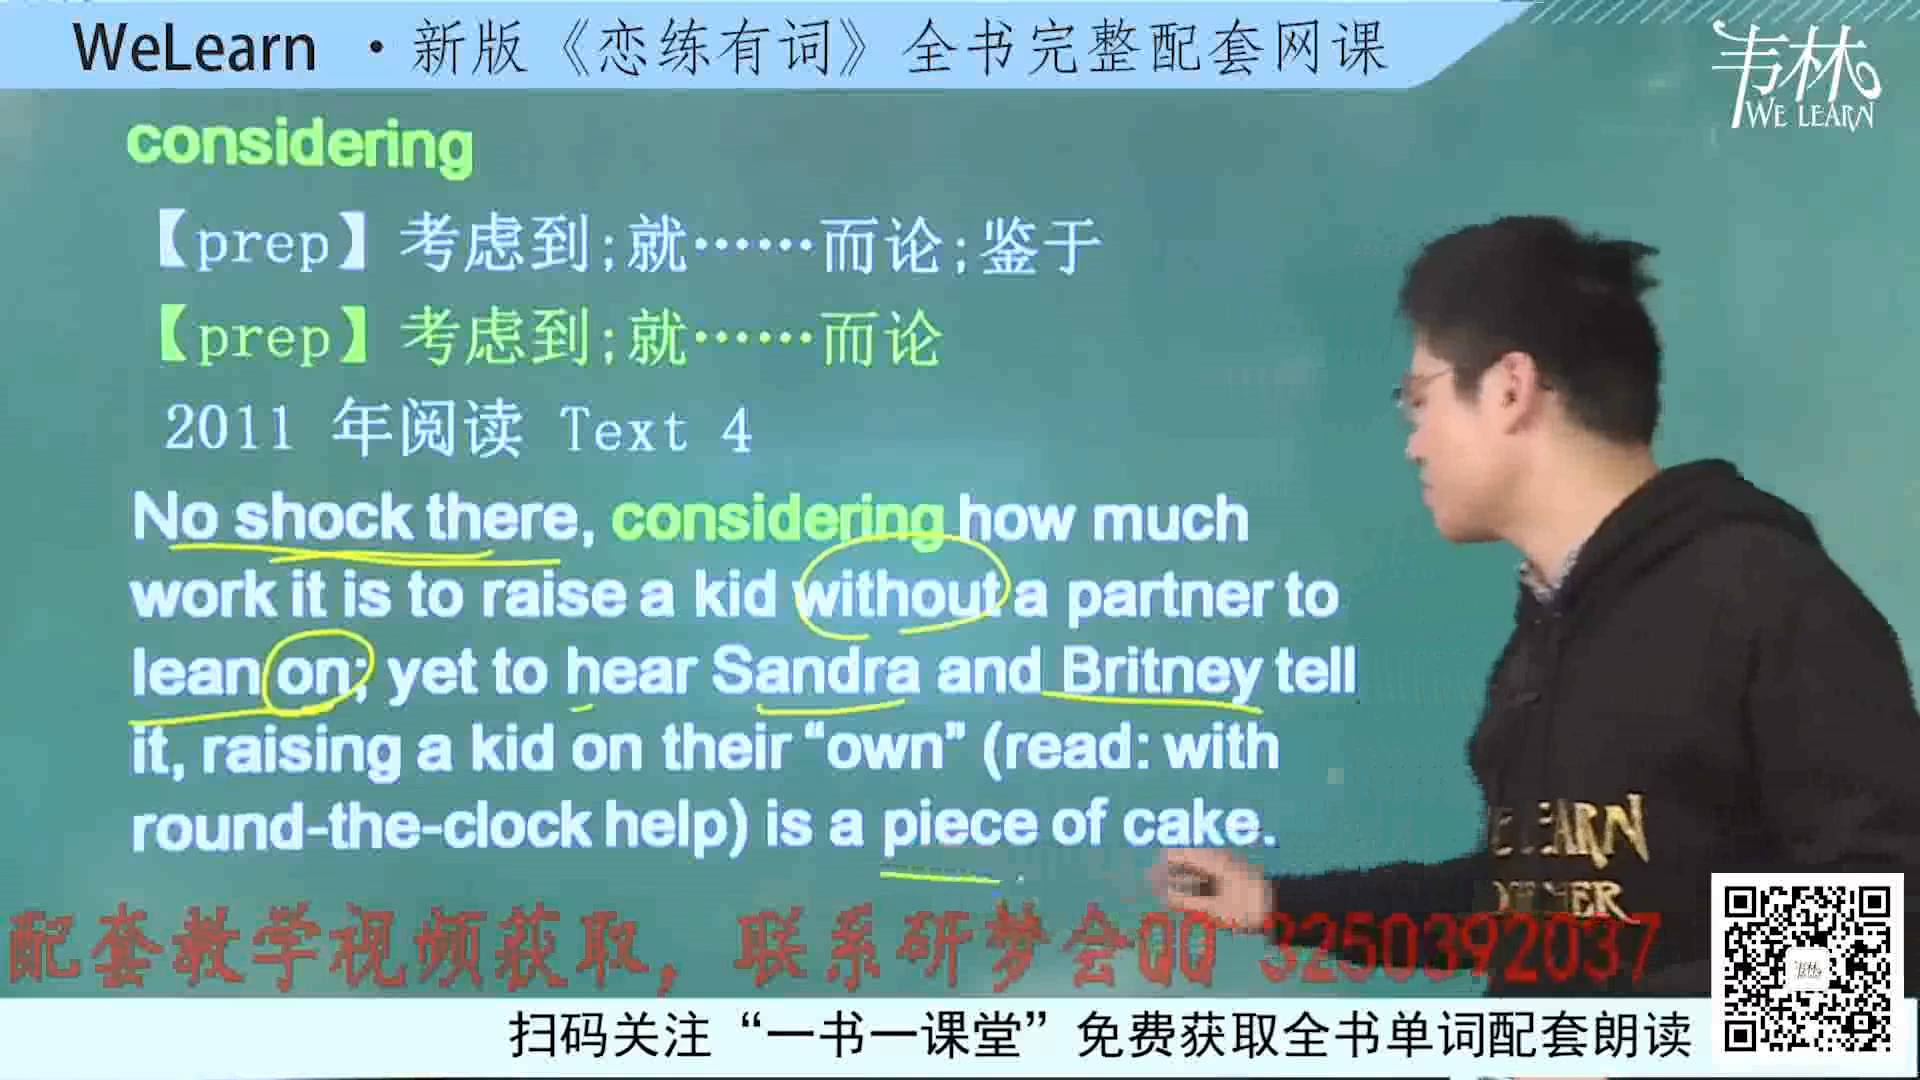 WeLearn ·新版《恋练有词》全书完整配套网课
韦林
WE LEARN
considering
【prep】考虑到;就……而论;鉴于
【prep】考虑到;就……而论
2011 年阅读 Text 4
No shock there, considering how much
work it is to raise a kid without a partner to
lean on; yet to hear Sandra and Britney tell
it, raising a kid on their “own” (read: with
round-the-clock help) is a piece of cake.
配套教学视频获取，联系研梦会QQ 3250392037
扫码关注“一书一课堂”免费获取全书单词配套朗读